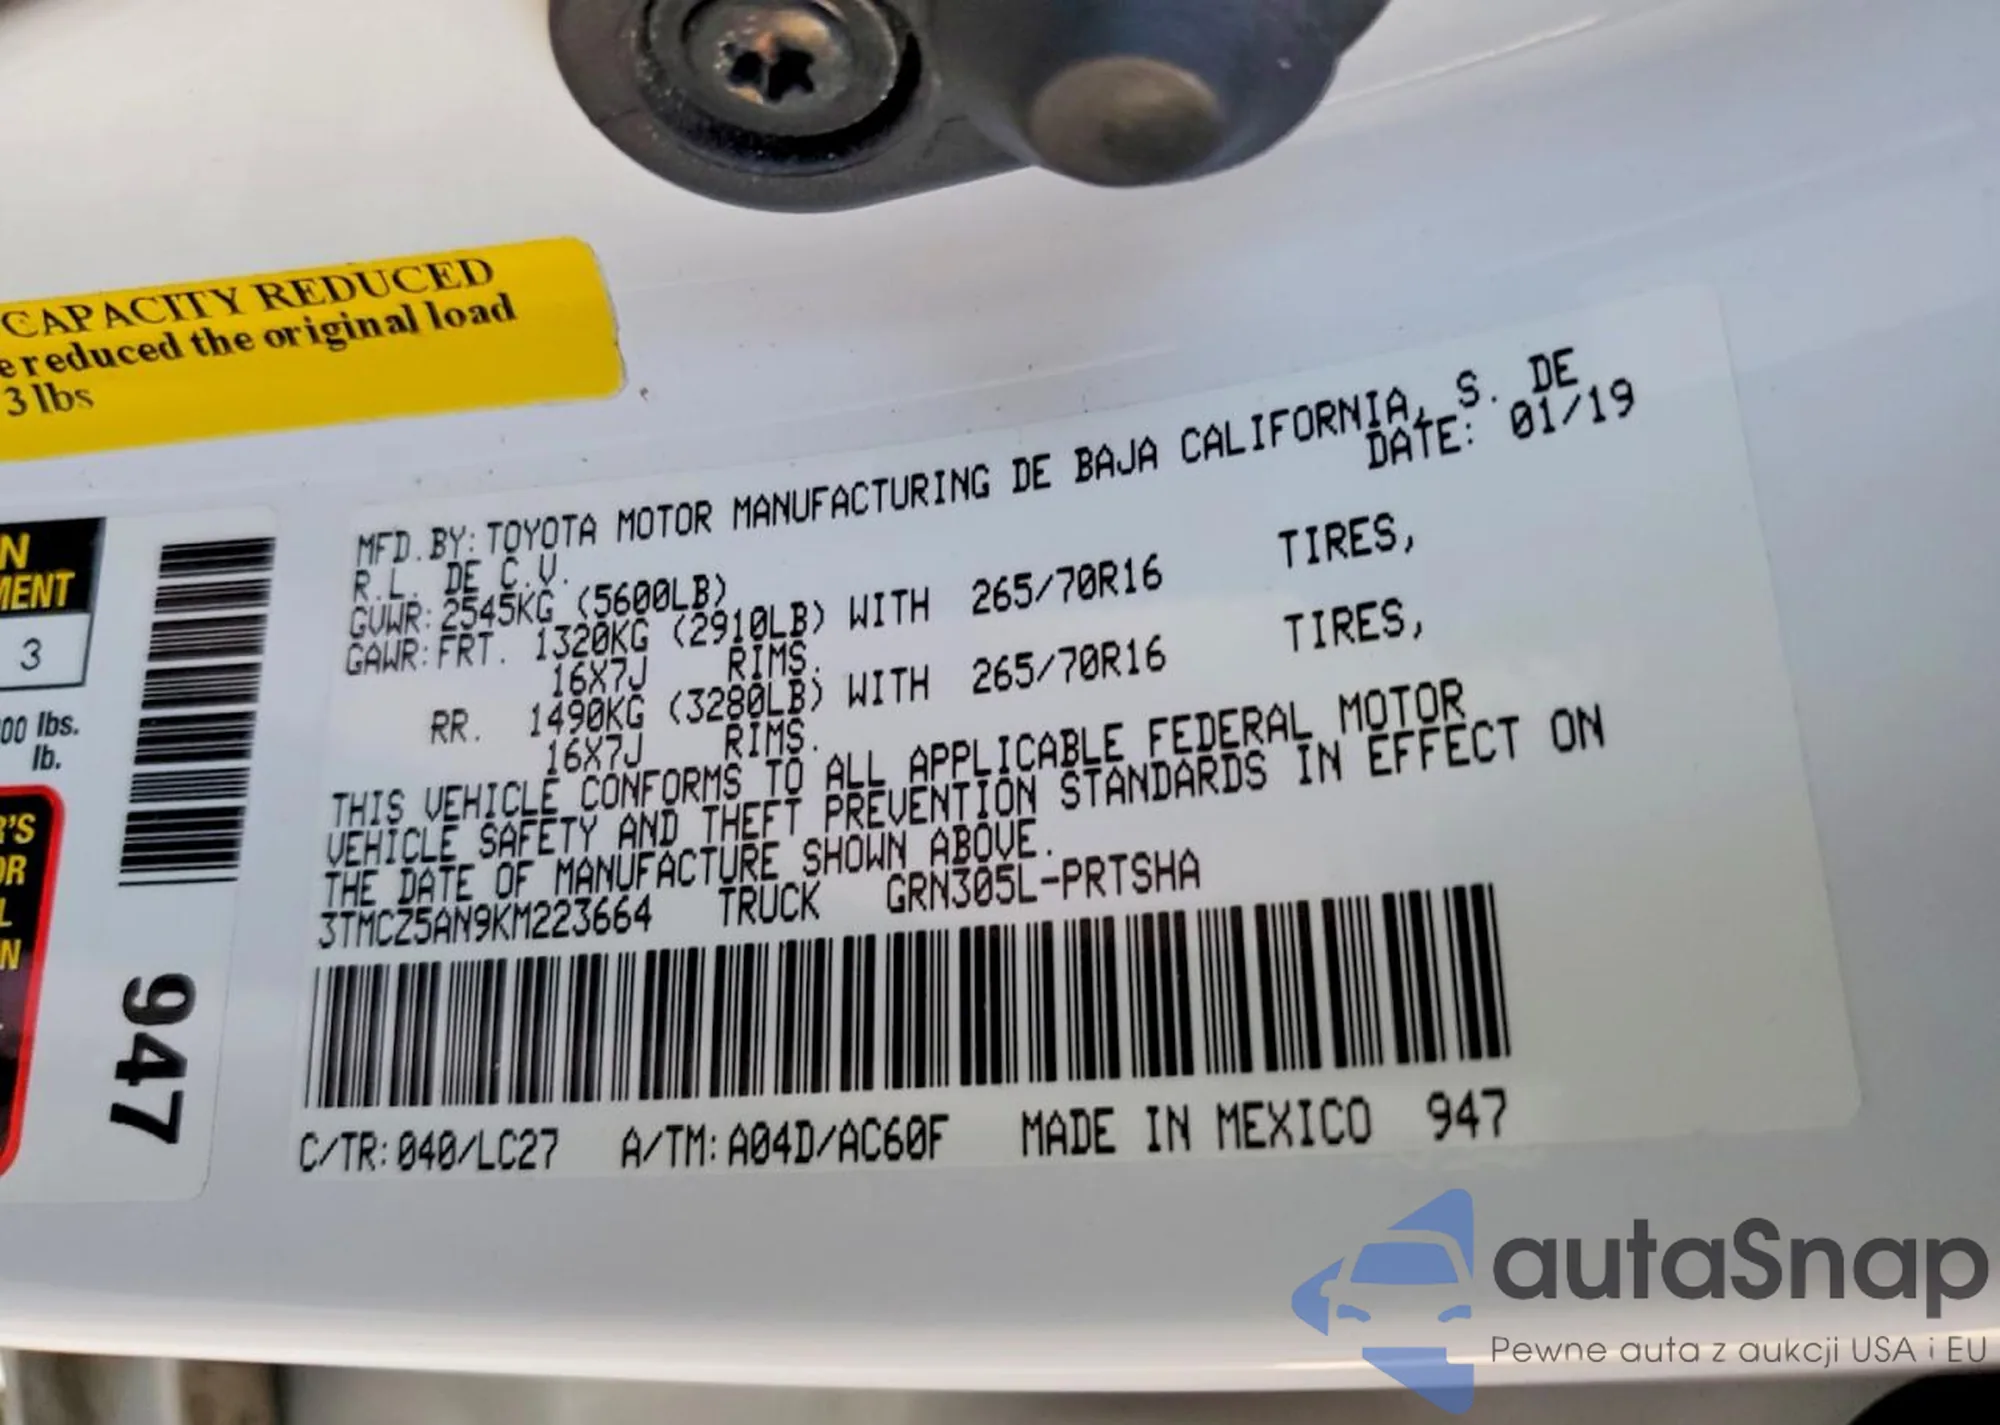 CAPACITY REDUCED
reduced the original load
3 lbs
N
MENT
3
00 lbs.
lb.
R'S
OR
L
N
947
MFD.BY:TOYOTA MOTOR MANUFACTURING DE BAJA CALIFORNIA, S. DE
R.L. DE C.V. DATE: 01/19
GVWR:2545KG (5600LB)
GAWR:FRT. 1320KG (2910LB) WITH 265/70R16 TIRES,
16X7J RIMS.
RR. 1490KG (3280LB) WITH 265/70R16 TIRES,
16X7J RIMS.
THIS VEHICLE CONFORMS TO ALL APPLICABLE FEDERAL MOTOR
VEHICLE SAFETY AND THEFT PREVENTION STANDARDS IN EFFECT ON
THE DATE OF MANUFACTURE SHOWN ABOVE.
3TMCZ5AN9KM223664 TRUCK GRN305L-PRTSHA
C/TR:040/LC27 A/TM:A04D/AC60F MADE IN MEXICO 947
autaSnap
Pewne auta z aukcji USA i EU